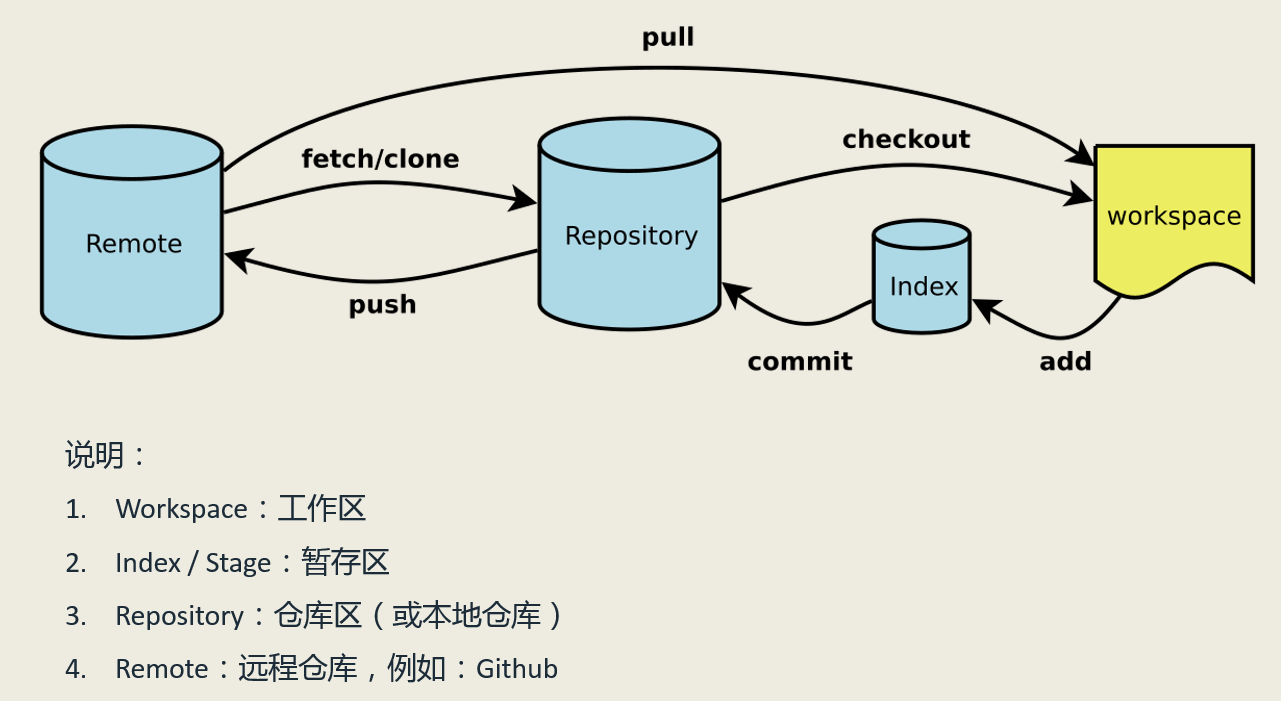 pull
fetch/clone
checkout
Remote
Repository
workspace
Index
push
commit
add
说明：
1. Workspace：工作区
2. Index / Stage：暂存区
3. Repository：仓库区（或本地仓库）
4. Remote：远程仓库，例如：Github